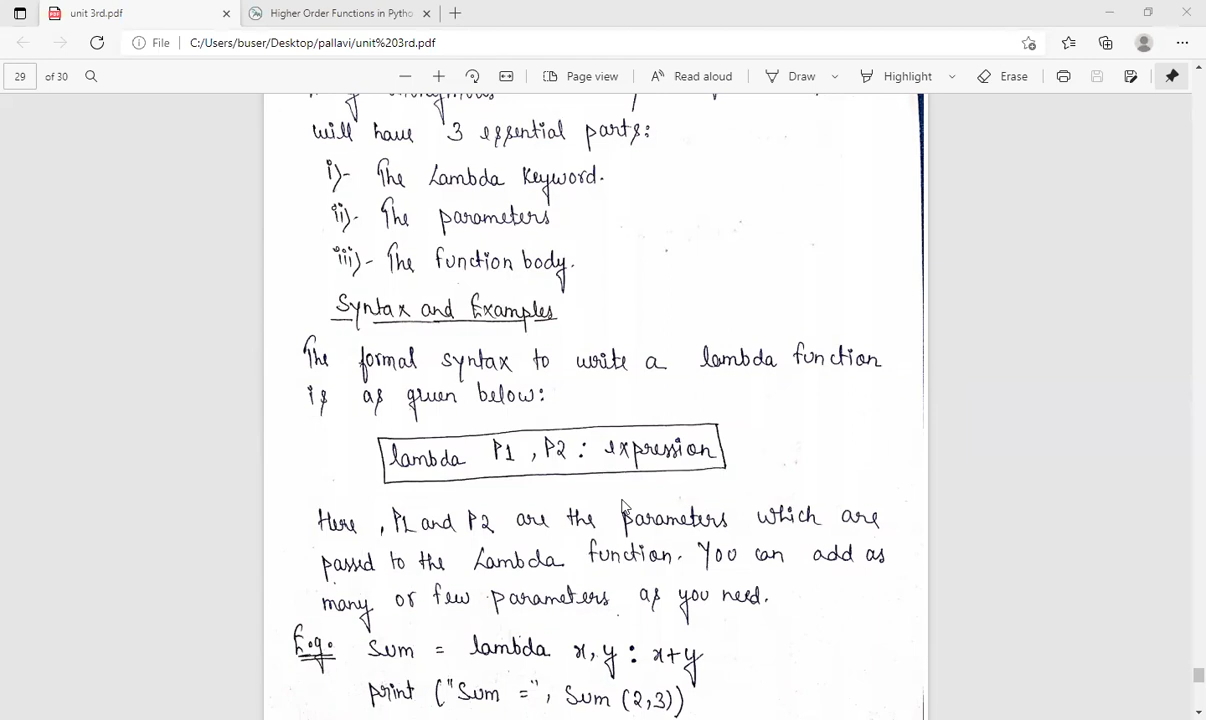 unit 3rd.pdf
Higher Order Functions in Pytho
File C:/Users/buser/Desktop/pallavi/unit%203rd.pdf
29 of 30 Page view Read aloud Draw Highlight Erase
will have 3 essential parts:
i)- The Lambda Keyword.
ii)- The parameters
iii)- The function body.
Syntax and Examples
The formal syntax to write a lambda function
is as given below:
lambda P1 , P2 : expression
Here , P1 and P2 are the parameters which are
passed to the Lambda function. You can add as
many or few parameters as you need.
E.g. Sum = lambda x, y : x+y
print ("Sum =", Sum (2,3))